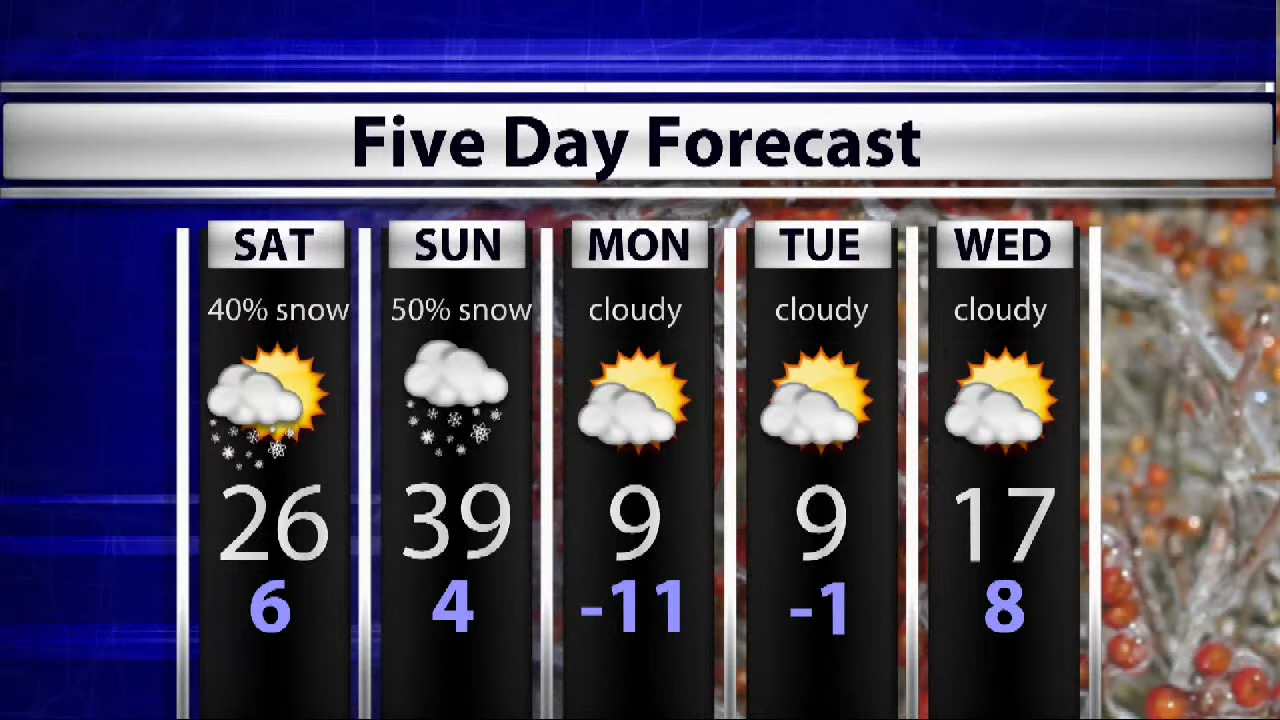 Five Day Forecast
SAT SUN MON TUE WED
40% snow 50% snow cloudy cloudy cloudy
26 39 9 9 17
6 4 -11 -1 8